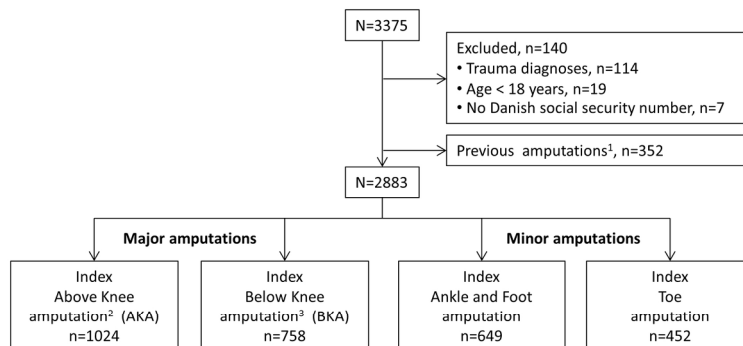 N=3375
Excluded, n=140
• Trauma diagnoses, n=114
• Age < 18 years, n=19
• No Danish social security number, n=7
Previous amputations¹, n=352
N=2883
Major amputations
Minor amputations
Index
Above Knee
amputation² (AKA)
n=1024
Index
Below Knee
amputation³ (BKA)
n=758
Index
Ankle and Foot
amputation
n=649
Index
Toe
amputation
n=452